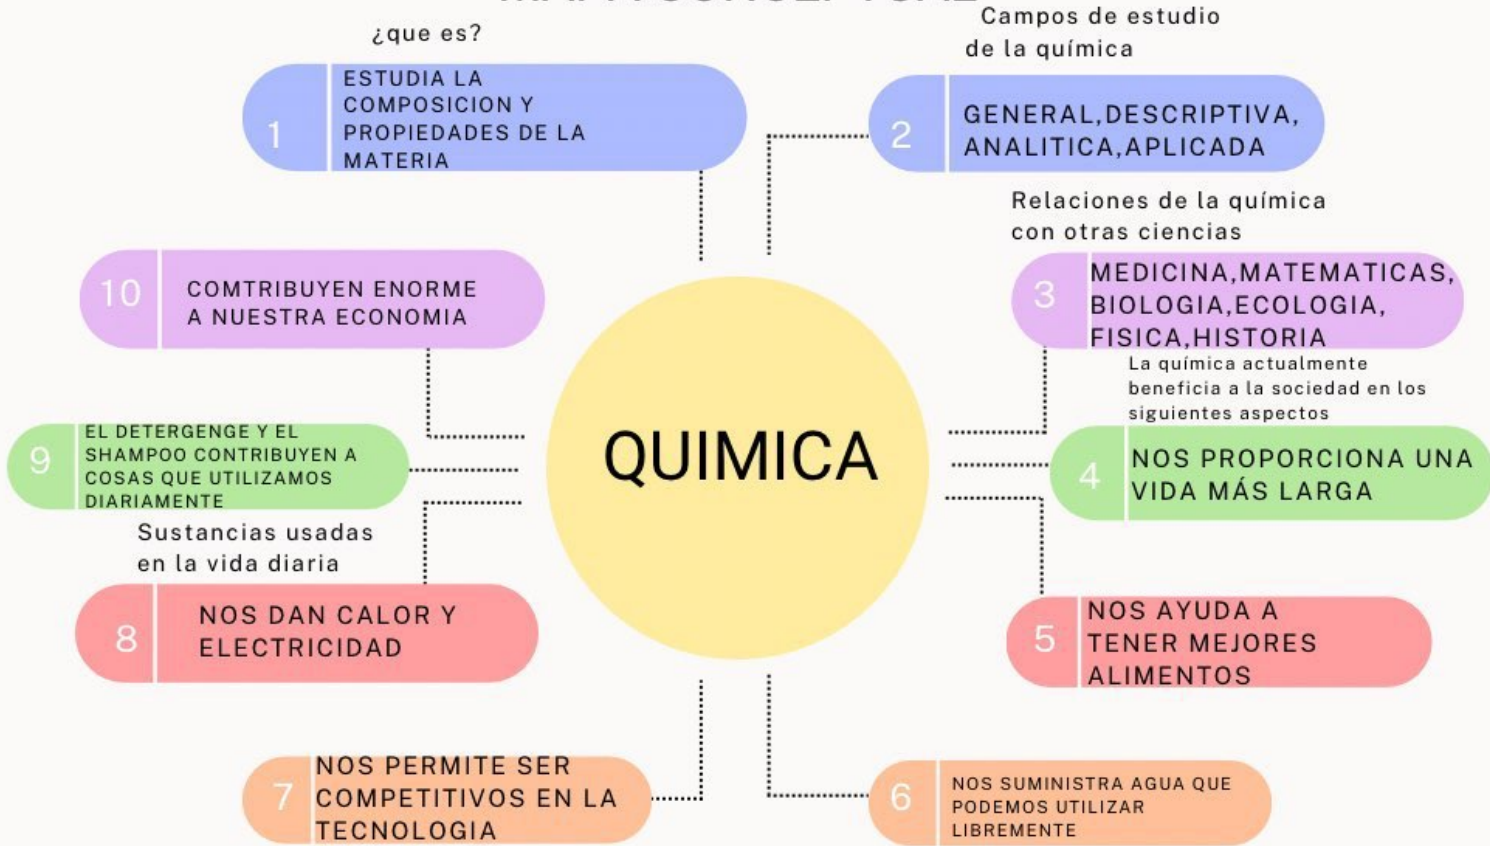 MAPA CONCEPTUAL
¿que es?
1
ESTUDIA LA
COMPOSICION Y
PROPIEDADES DE LA
MATERIA
Campos de estudio
de la química
2
GENERAL,DESCRIPTIVA,
ANALITICA,APLICADA
Relaciones de la química
con otras ciencias
3
MEDICINA,MATEMATICAS,
BIOLOGIA,ECOLOGIA,
FISICA,HISTORIA
La química actualmente
beneficia a la sociedad en los
siguientes aspectos
4
NOS PROPORCIONA UNA
VIDA MÁS LARGA
5
NOS AYUDA A
TENER MEJORES
ALIMENTOS
6
NOS SUMINISTRA AGUA QUE
PODEMOS UTILIZAR
LIBREMENTE
7
NOS PERMITE SER
COMPETITIVOS EN LA
TECNOLOGIA
Sustancias usadas
en la vida diaria
8
NOS DAN CALOR Y
ELECTRICIDAD
9
EL DETERGENGE Y EL
SHAMPOO CONTRIBUYEN A
COSAS QUE UTILIZAMOS
DIARIAMENTE
10
COMTRIBUYEN ENORME
A NUESTRA ECONOMIA
QUIMICA